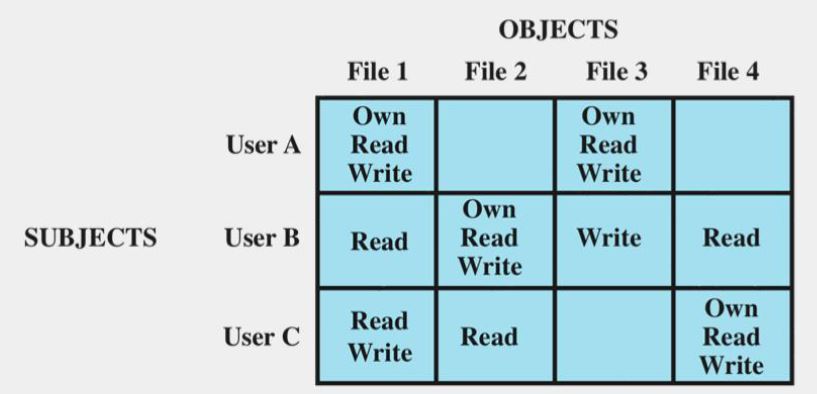 OBJECTS
File 1 File 2 File 3 File 4
User A
Own
Read
Write
Own
Read
Write
SUBJECTS
User B
Read
Own
Read
Write
Write
Read
User C
Read
Write
Read
Own
Read
Write